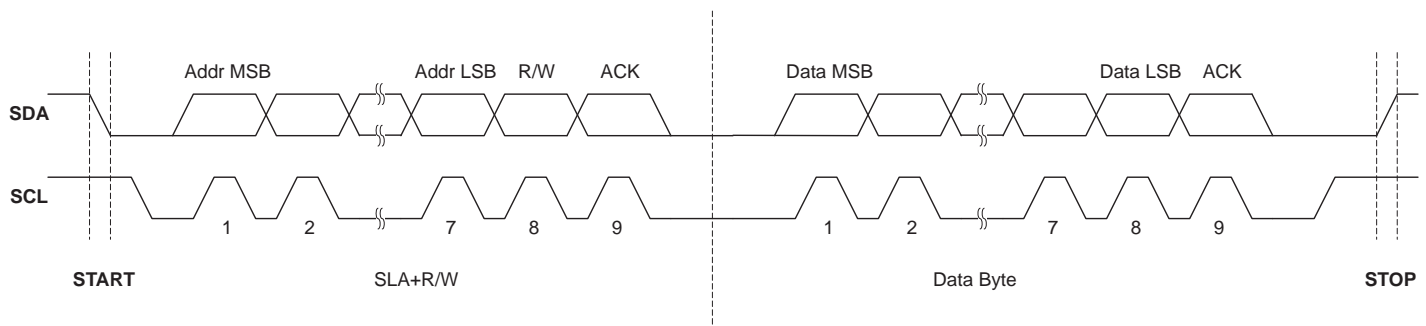 Addr MSB Addr LSB R/W ACK Data MSB Data LSB ACK
SDA
SCL
1 2 7 8 9 1 2 7 8 9
START SLA+R/W Data Byte STOP